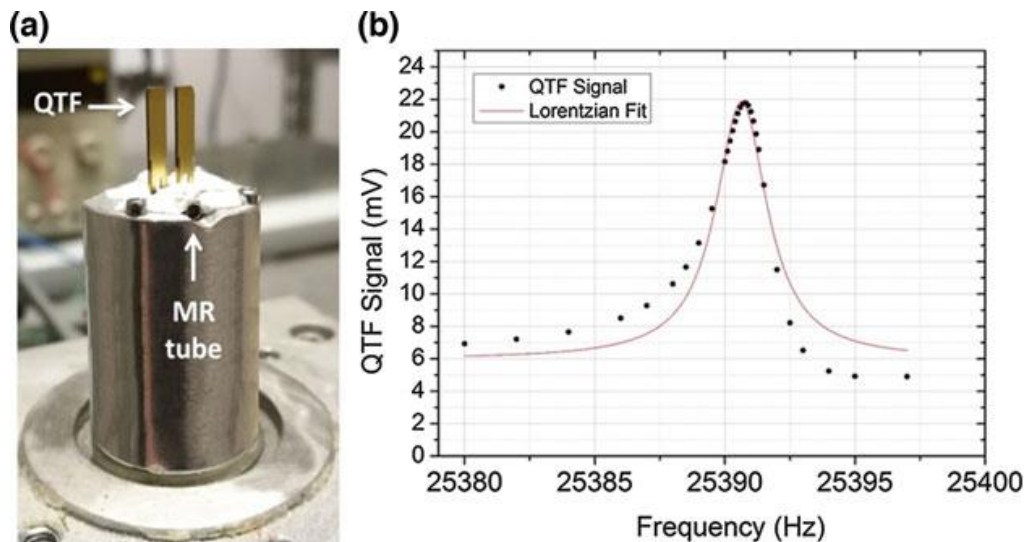 (a)
QTF
MR
tube
(b)
QTF Signal (mV)
24
22
20
18
16
14
12
10
8
6
4
2
0
QTF Signal
Lorentzian Fit
25380
25385
25390
25395
25400
Frequency (Hz)